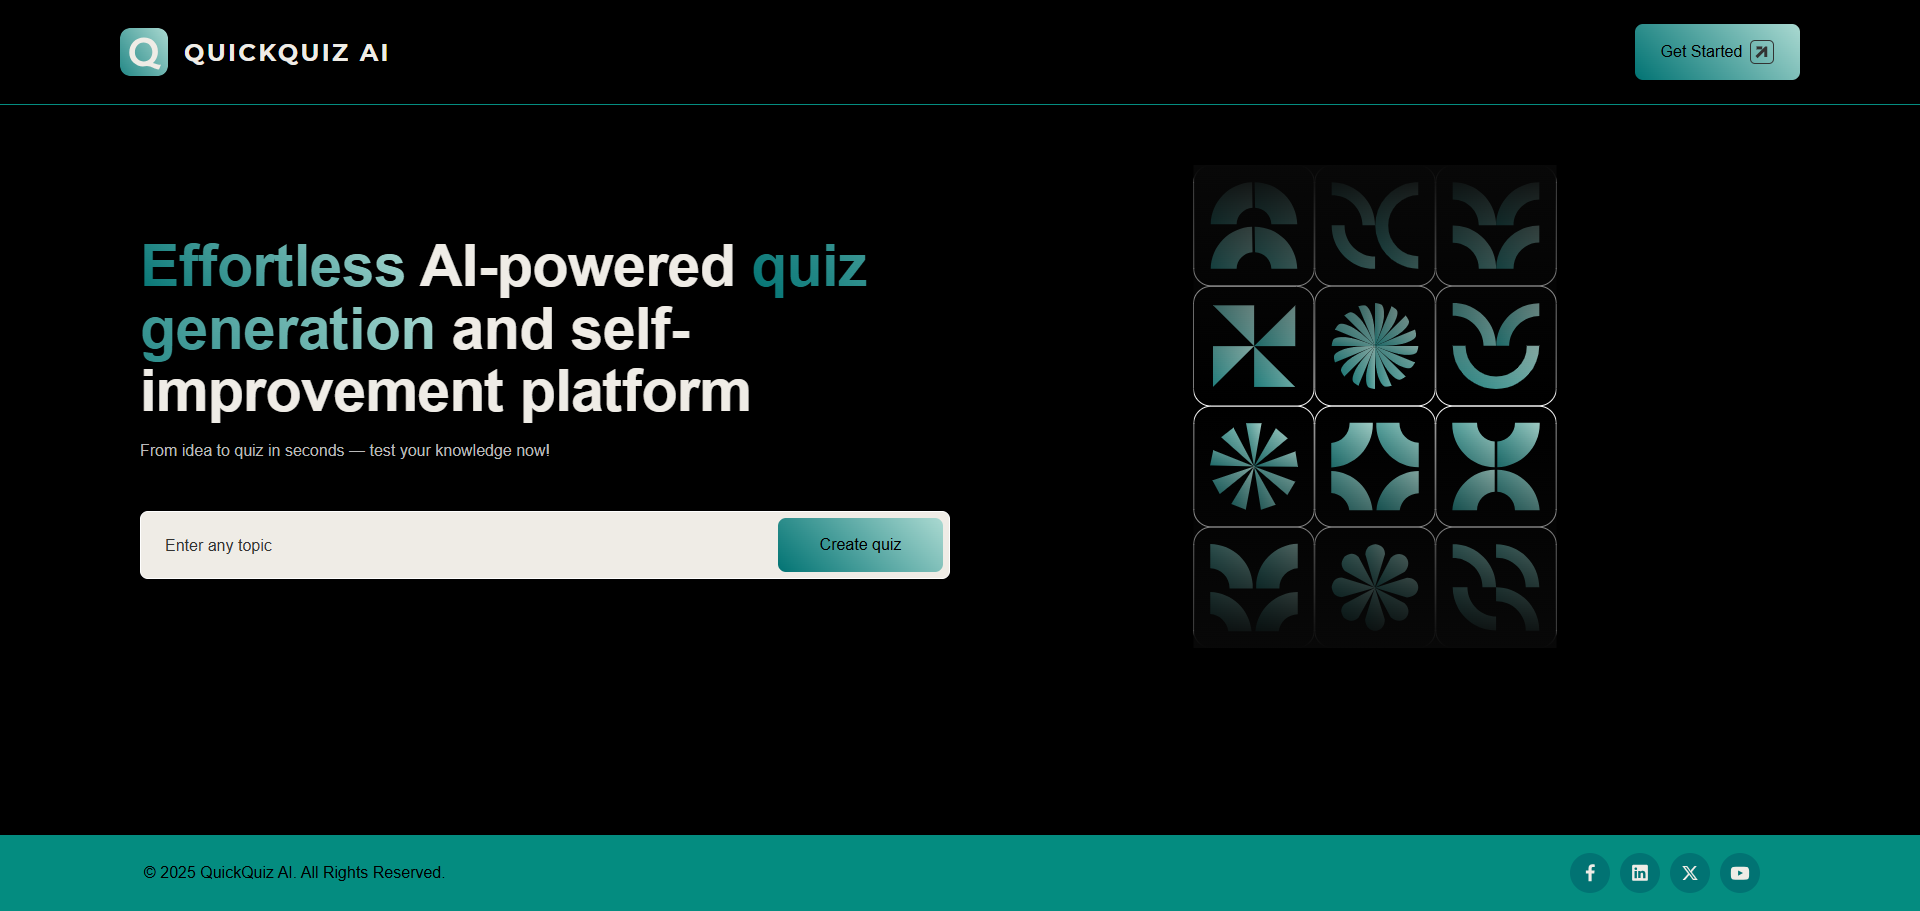 QUICKQUIZ AI
Get Started
Effortless AI-powered quiz
generation and self-
improvement platform
From idea to quiz in seconds — test your knowledge now!
Enter any topic
Create quiz
© 2025 QuickQuiz AI. All Rights Reserved.